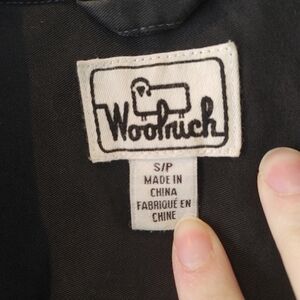 Woolrich
S/P
MADE IN
CHINA
FABRIQUÉ EN
CHINE